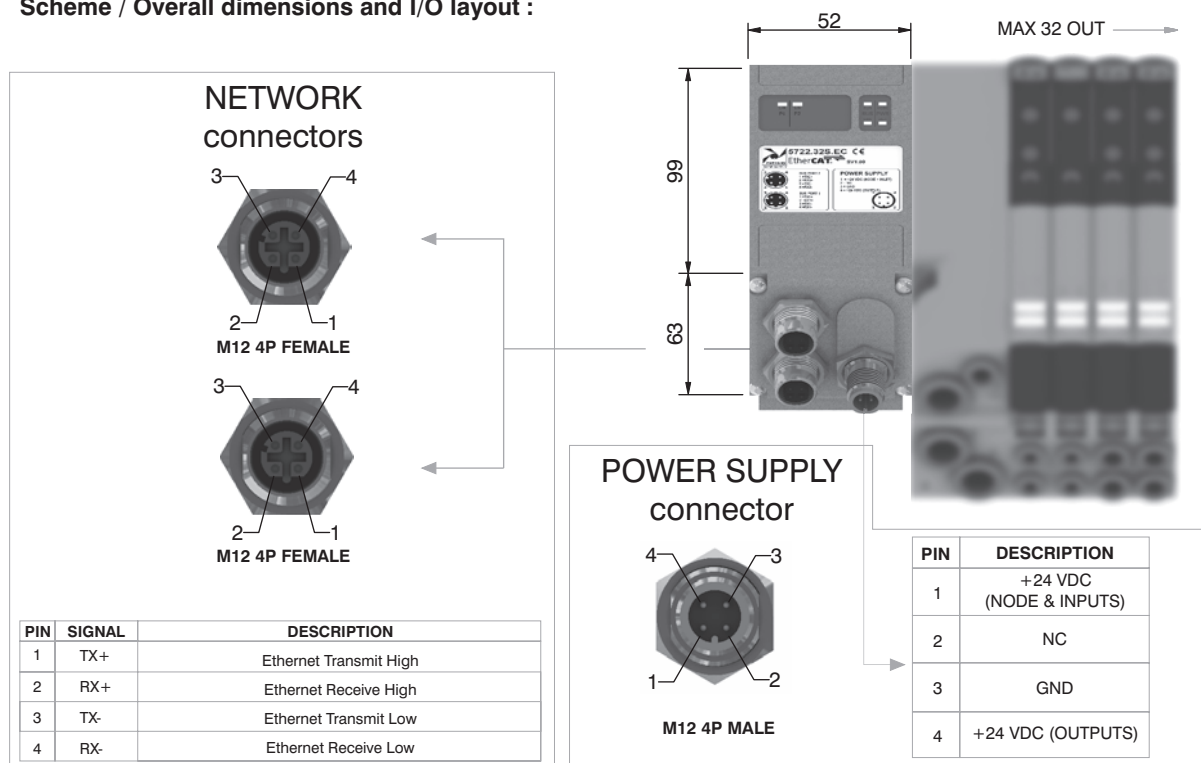 Scheme / Overall dimensions and I/O layout :
52
MAX 32 OUT
NETWORK
connectors
3
4
2
1
M12 4P FEMALE
3
4
2
1
M12 4P FEMALE
99
63
5722.32S.EC CE
EtherCAT
POWER SUPPLY
POWER SUPPLY
connector
4
3
1
2
M12 4P MALE
PIN SIGNAL DESCRIPTION
1 TX+ Ethernet Transmit High
2 RX+ Ethernet Receive High
3 TX- Ethernet Transmit Low
4 RX- Ethernet Receive Low
PIN DESCRIPTION
1 +24 VDC
(NODE & INPUTS)
2 NC
3 GND
4 +24 VDC (OUTPUTS)